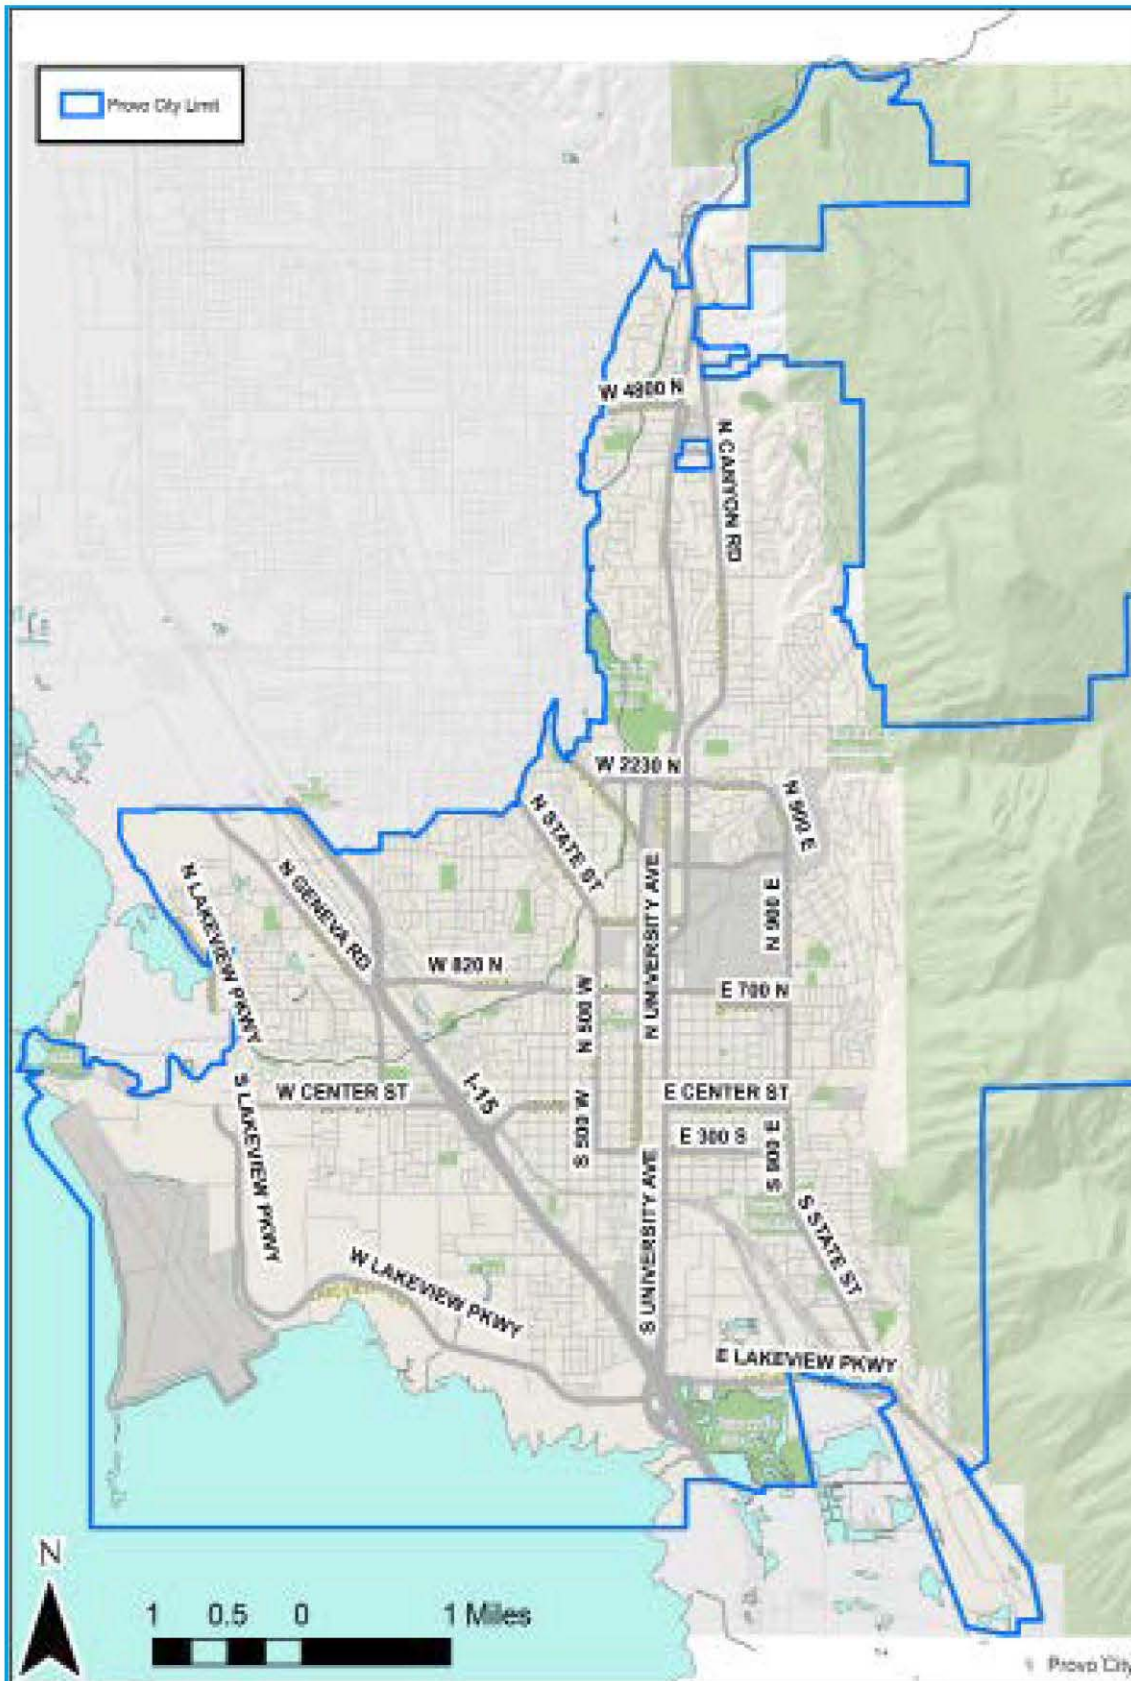 Provo City Limit
W 4800 N
N CANYON RD
W 2230 N
N 900 E
N STATE ST
N GENEVA RD
N LAKEVIEW PKWY
N UNIVERSITY AVE
N 900 E
W 820 N
E 700 N
N 500 W
I-15
W CENTER ST
E CENTER ST
S LAKEVIEW PKWY
S 500 W
E 300 S
S 900 E
S UNIVERSITY AVE
S STATE ST
W LAKEVIEW PKWY
E LAKEVIEW PKWY
N
1 0.5 0 1 Miles
Provo City